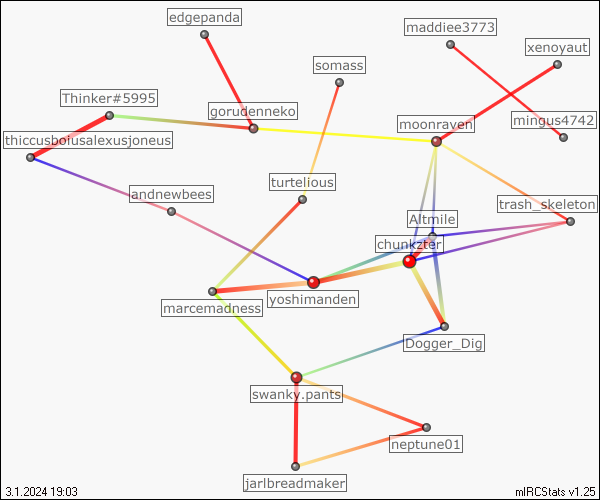 edgepanda
maddiee3773
xenoyaut
somass
Thinker#5995
gorudenneko
moonraven
mingus4742
thiccusboiusalexusjoneus
turtelious
andnewbees
trash_skeleton
Altmile
chunkzter
yoshimanden
marcemadness
Dogger_Dig
swanky.pants
neptune01
jarlbreadmaker
3.1.2024 19:03
mIRCStats v1.25